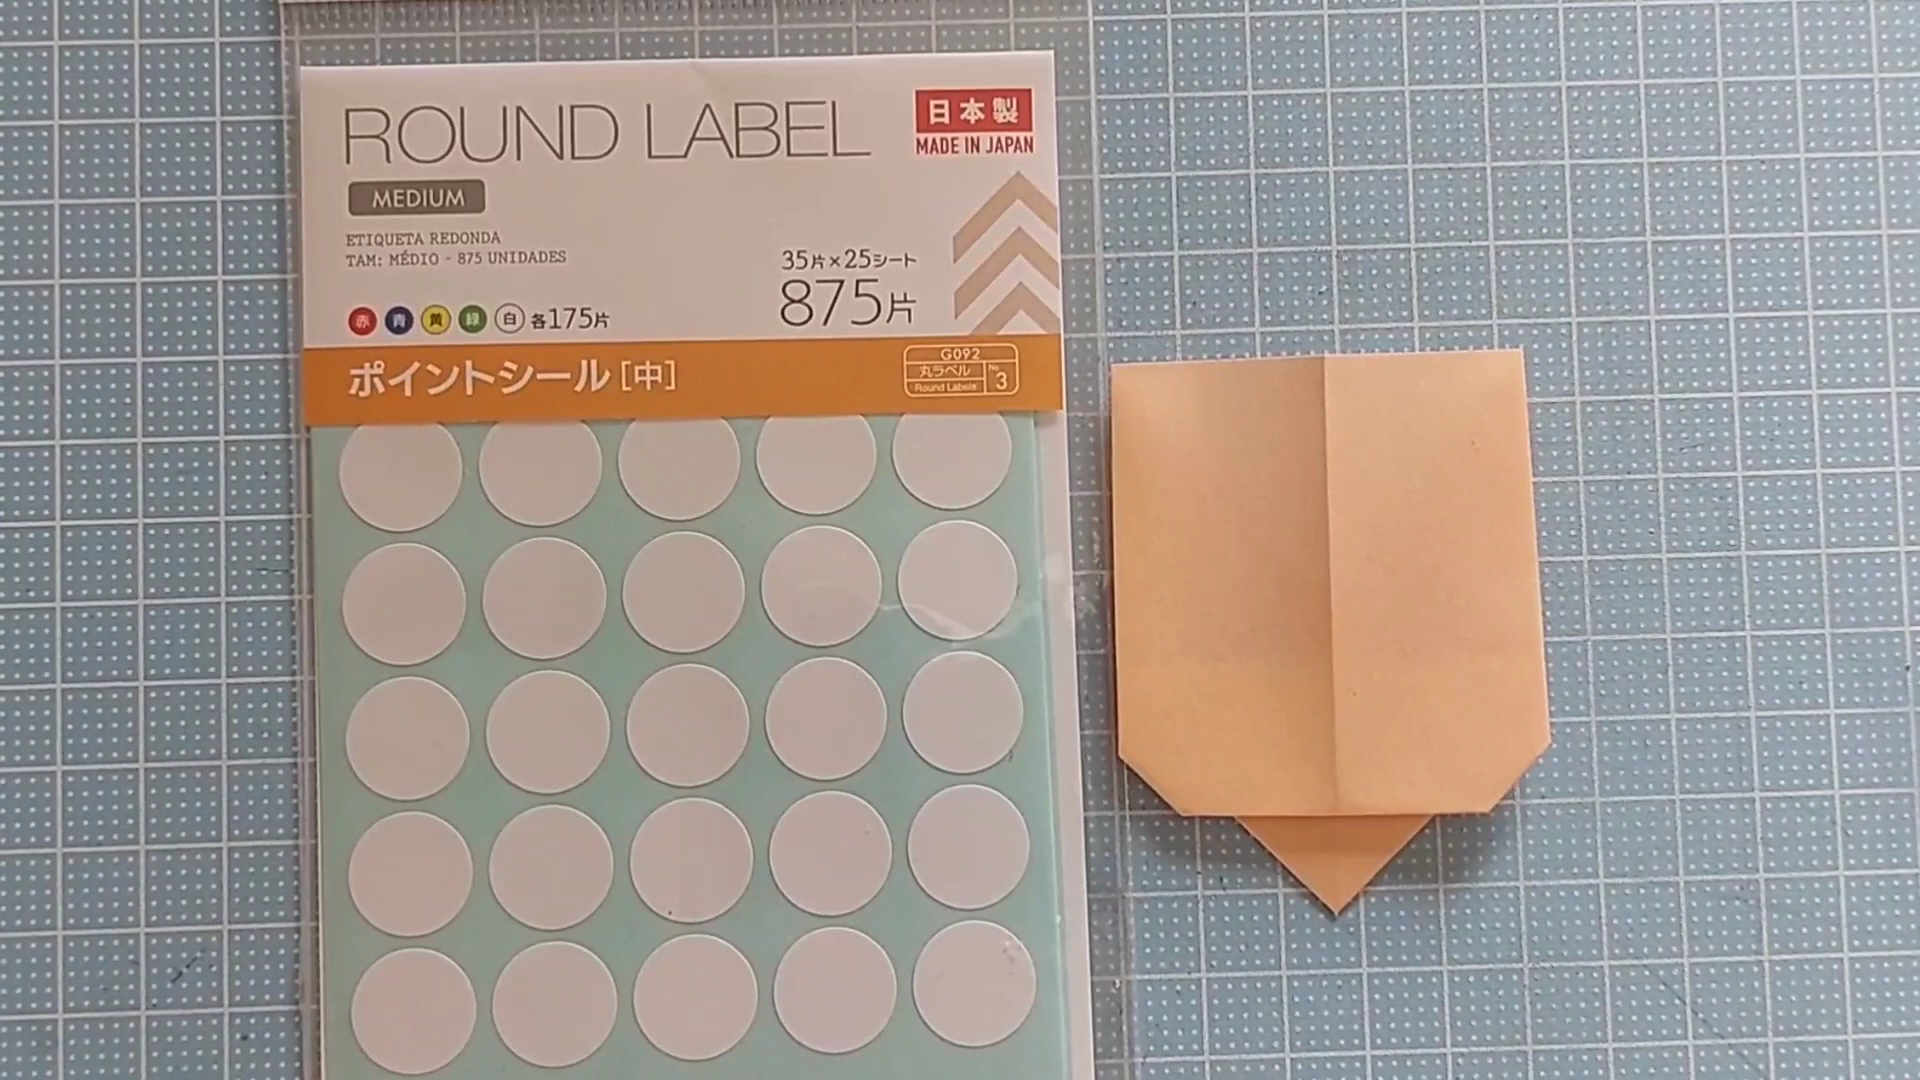 ROUND LABEL
日本製
MADE IN JAPAN
MEDIUM
ETIQUETA REDONDA
TAM: MÉDIO - 875 UNIDADES
35片×25シート
875片
赤 青 黄 緑 白 各175片
ポイントシール[中]
G092
丸ラベル
Round Labels
No. 3